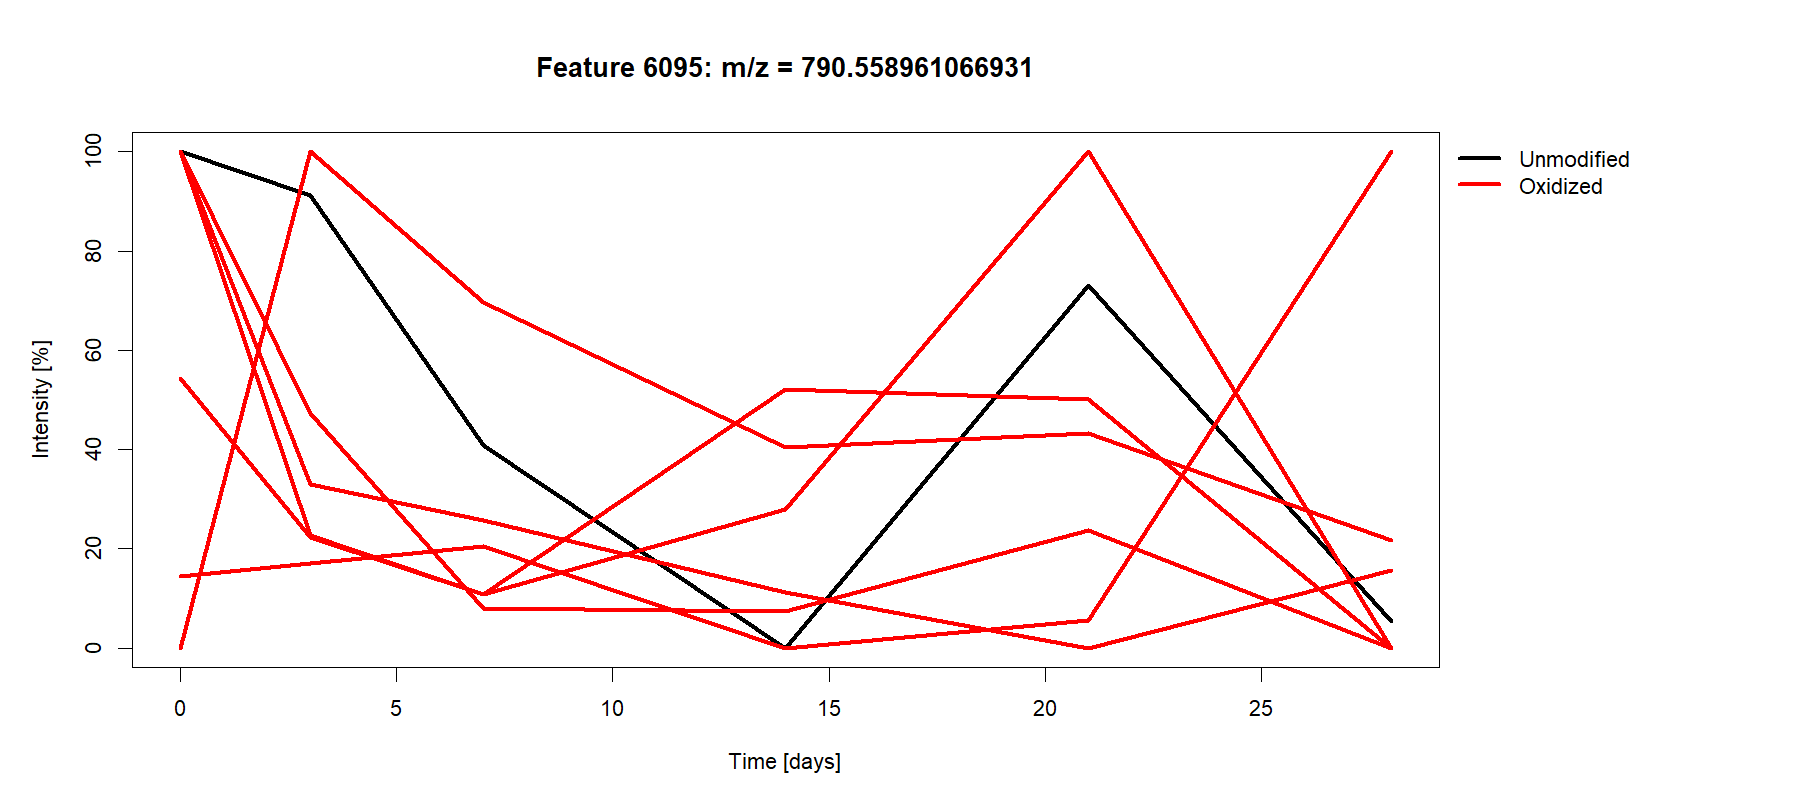 Feature 6095: m/z = 790.558961066931
100
80
60
40
20
0
Intensity [%]
0 5 10 15 20 25
Time [days]
Unmodified
Oxidized